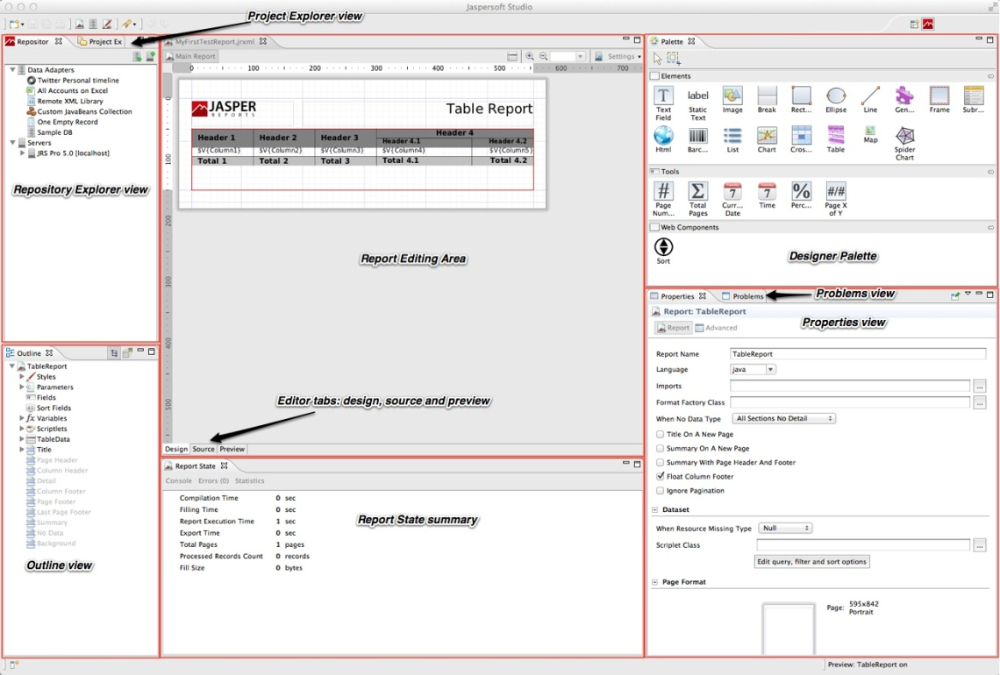 Jaspersoft Studio
Project Explorer view
Repositor
Project Ex
Data Adapters
Twitter Personal timeline
All Accounts on Excel
Remote XML Library
Custom JavaBeans Collection
One Empty Record
Sample DB
Servers
JRS Pro 5.0 [localhost]
Repository Explorer view
Outline
TableReport
Styles
Parameters
Fields
Sort Fields
Variables
Scriptlets
TableData
Title
Page Header
Column Header
Detail
Column Footer
Page Footer
Last Page Footer
Summary
No Data
Background
Outline view
MyFirstTestReport.jrxml
Main Report
Settings
0 100 200 300 400 500 600 700
0
100
200
300
400
500
JASPER
REPORTS
Table Report
Header 1 Header 2 Header 3 Header 4
Header 4.1 Header 4.2
$V{Column1} $V{Column2} $V{Column3} $V{Column4} $V{Column5}
Total 1 Total 2 Total 3 Total 4.1 Total 4.2
Report Editing Area
Editor tabs: design, source and preview
Design Source Preview
Report State
Console Errors (0) Statistics
Compilation Time 0 sec
Filling Time 0 sec
Report Execution Time 1 sec
Export Time 0 sec
Total Pages 1 pages
Processed Records Count 0 records
Fill Size 0 bytes
Report State summary
Palette
Elements
Text Field
label
Static Text
Image
Break
Rect...
Ellipse
Line
Gen...
Frame
Subr...
Html
Barc...
List
Chart
Cros...
Table
Map
Spider Chart
Tools
#
Page Num...
Σ
Total Pages
7
Curr... Date
7
Time
%
Perc...
#/#
Page X of Y
Web Components
Sort
Designer Palette
Properties
Problems
Problems view
Report: TableReport
Properties view
Report Advanced
Report Name TableReport
Language java
Imports ...
Format Factory Class ...
When No Data Type All Sections No Detail
Title On A New Page
Summary On A New Page
Summary With Page Header And Footer
Float Column Footer
Ignore Pagination
Dataset
When Resource Missing Type Null
Scriplet Class ...
Edit query, filter and sort options
Page Format
Page: 595x842
Portrait
Preview: TableReport on